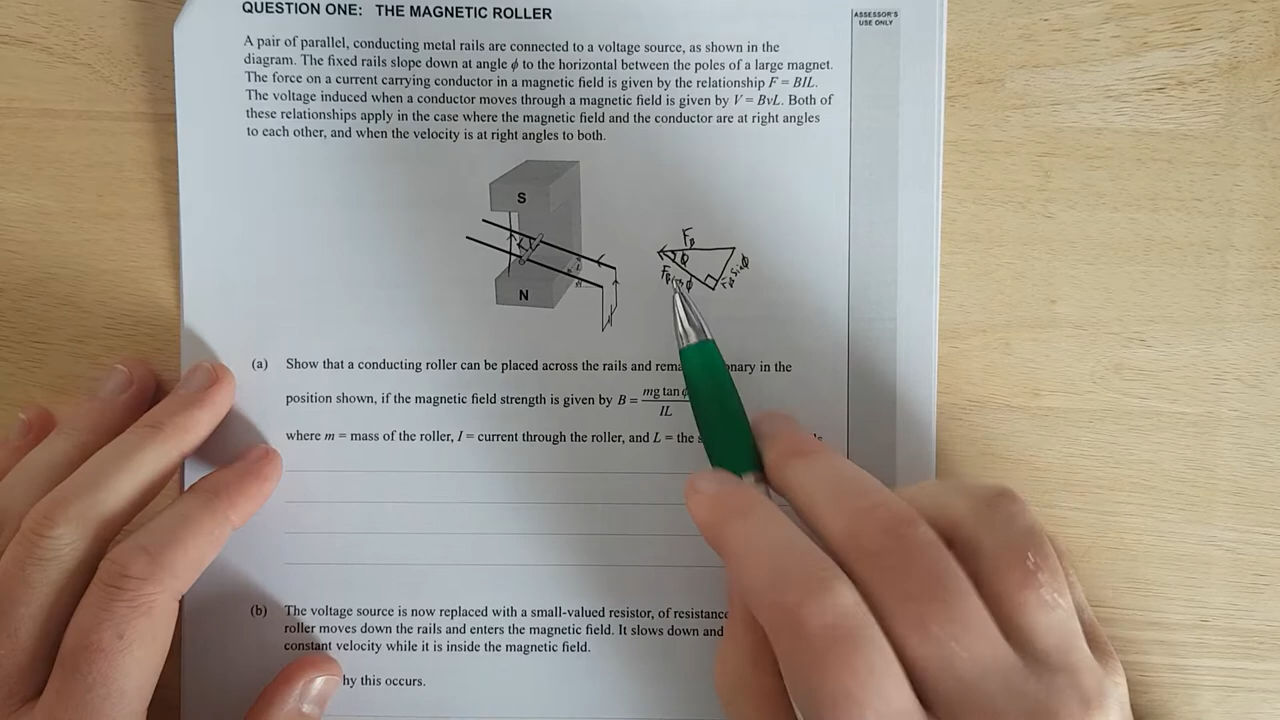 QUESTION ONE: THE MAGNETIC ROLLER
ASSESSOR'S
USE ONLY
A pair of parallel, conducting metal rails are connected to a voltage source, as shown in the
diagram. The fixed rails slope down at angle ϕ to the horizontal between the poles of a large magnet.
The force on a current carrying conductor in a magnetic field is given by the relationship F = BIL.
The voltage induced when a conductor moves through a magnetic field is given by V = BvL. Both of
these relationships apply in the case where the magnetic field and the conductor are at right angles
to each other, and when the velocity is at right angles to both.
S
N
F_B
ϕ
F_B sinϕ
(a) Show that a conducting roller can be placed across the rails and in the
position shown, if the magnetic field strength is given by B = mg tan / IL
where m = mass of the roller, I = current through the roller, and L = the
(b) The voltage source is now replaced with a small-valued resistor, of resistance
roller moves down the rails and enters the magnetic field. It slows down and
constant velocity while it is inside the magnetic field.
this occurs.